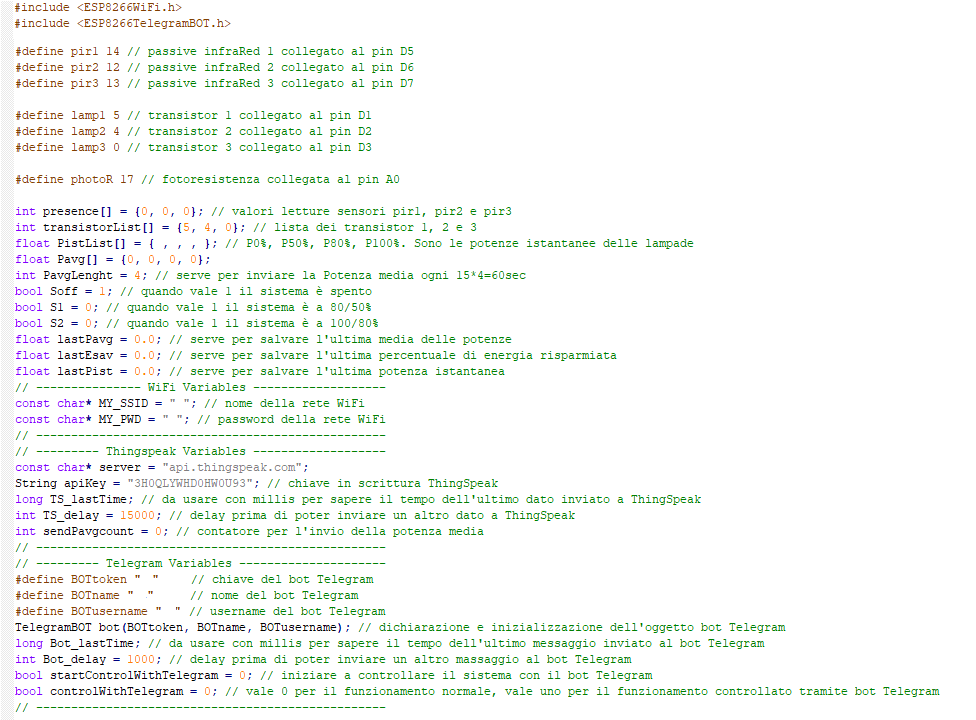 #include <ESP8266WiFi.h>
#include <ESP8266TelegramBOT.h>
#define pir1 14 // passive infraRed 1 collegato al pin D5
#define pir2 12 // passive infraRed 2 collegato al pin D6
#define pir3 13 // passive infraRed 3 collegato al pin D7
#define lamp1 5 // transistor 1 collegato al pin D1
#define lamp2 4 // transistor 2 collegato al pin D2
#define lamp3 0 // transistor 3 collegato al pin D3
#define photoR 17 // fotoresistenza collegata al pin A0
int presence[] = {0, 0, 0}; // valori letture sensori pir1, pir2 e pir3
int transistorList[] = {5, 4, 0}; // lista dei transistor 1, 2 e 3
float PistList[] = { , , , }; // P0%, P50%, P80%, P100%. Sono le potenze istantanee delle lampade
float Pavg[] = {0, 0, 0, 0};
int PavgLenght = 4; // serve per inviare la Potenza media ogni 15*4=60sec
bool Soff = 1; // quando vale 1 il sistema è spento
bool S1 = 0; // quando vale 1 il sistema è a 80/50%
bool S2 = 0; // quando vale 1 il sistema è a 100/80%
float lastPavg = 0.0; // serve per salvare l'ultima media delle potenze
float lastEsav = 0.0; // serve per salvare l'ultima percentuale di energia risparmiata
float lastPist = 0.0; // serve per salvare l'ultima potenza istantanea
// --------------- WiFi Variables -------------------
const char* MY_SSID = " "; // nome della rete WiFi
const char* MY_PWD = " "; // password della rete WiFi
// --------------------------------------------------
// --------- Thingspeak Variables -------------------
const char* server = "api.thingspeak.com";
String apiKey = "3H0QLYWHD0HW0U93"; // chiave in scrittura ThingSpeak
long TS_lastTime; // da usare con millis per sapere il tempo dell'ultimo dato inviato a ThingSpeak
int TS_delay = 15000; // delay prima di poter inviare un altro dato a ThingSpeak
int sendPavgcount = 0; // contatore per l'invio della potenza media
// --------------------------------------------------
// --------- Telegram Variables ---------------------
#define BOTtoken "  "    // chiave del bot Telegram
#define BOTname "  "     // nome del bot Telegram
#define BOTusername "  " // username del bot Telegram
TelegramBOT bot(BOTtoken, BOTname, BOTusername); // dichiarazione e inizializzazione dell'oggetto bot Telegram
long Bot_lastTime; // da usare con millis per sapere il tempo dell'ultimo messaggio inviato al bot Telegram
int Bot_delay = 1000; // delay prima di poter inviare un altro massaggio al bot Telegram
bool startControlWithTelegram = 0; // iniziare a controllare il sistema con il bot Telegram
bool controlWithTelegram = 0; // vale 0 per il funzionamento normale, vale uno per il funzionamento controllato tramite bot Telegram
// --------------------------------------------------